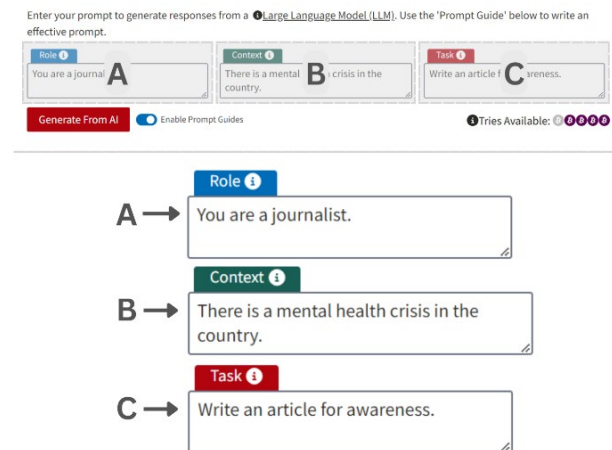 Enter your prompt to generate responses from a Large Language Model (LLM). Use the 'Prompt Guide' below to write an
effective prompt.
Role Context Task
You are a journal A There is a mental B crisis in the Write an article f C reness.
country.
Generate From AI Enable Prompt Guides Tries Available:
Role
A You are a journalist.
Context
B There is a mental health crisis in the
country.
Task
C Write an article for awareness.